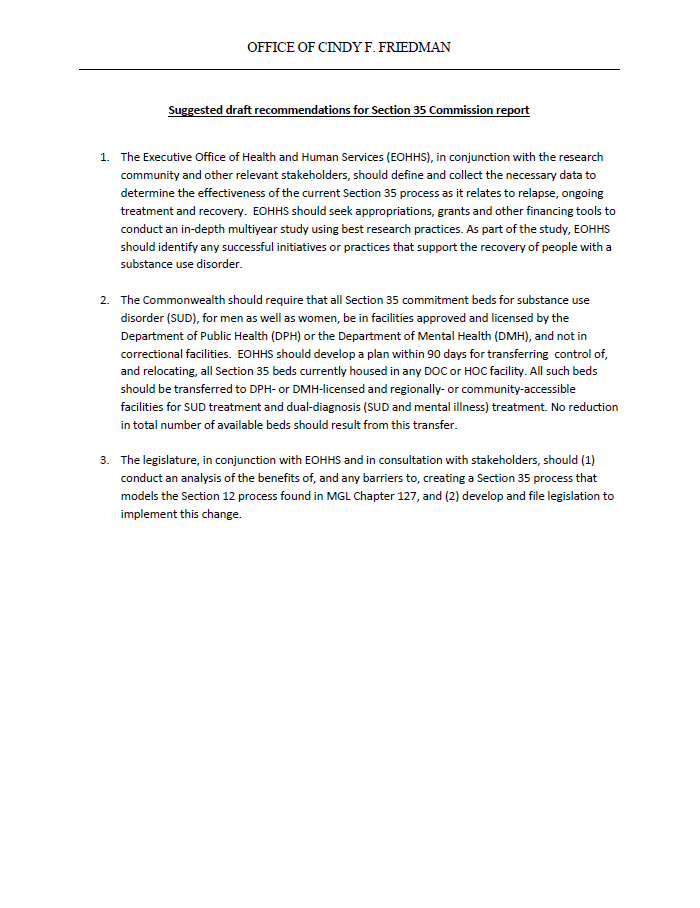 OFFICE OF CINDY F. FRIEDMAN
Suggested draft recommendations for Section 35 Commission report
1. The Executive Office of Health and Human Services (EOHHS), in conjunction with the research
community and other relevant stakeholders, should define and collect the necessary data to
determine the effectiveness of the current Section 35 process as it relates to relapse, ongoing
treatment and recovery.  EOHHS should seek appropriations, grants and other financing tools to
conduct an in-depth multiyear study using best research practices. As part of the study, EOHHS
should identify any successful initiatives or practices that support the recovery of people with a
substance use disorder.
2. The Commonwealth should require that all Section 35 commitment beds for substance use
disorder (SUD), for men as well as women, be in facilities approved and licensed by the
Department of Public Health (DPH) or the Department of Mental Health (DMH), and not in
correctional facilities.  EOHHS should develop a plan within 90 days for transferring  control of,
and relocating, all Section 35 beds currently housed in any DOC or HOC facility. All such beds
should be transferred to DPH- or DMH-licensed and regionally- or community-accessible
facilities for SUD treatment and dual-diagnosis (SUD and mental illness) treatment. No reduction
in total number of available beds should result from this transfer.
3. The legislature, in conjunction with EOHHS and in consultation with stakeholders, should (1)
conduct an analysis of the benefits of, and any barriers to, creating a Section 35 process that
models the Section 12 process found in MGL Chapter 127, and (2) develop and file legislation to
implement this change.